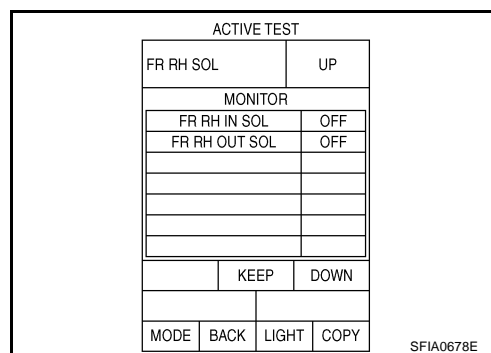 ACTIVE TEST
FR RH SOL UP
MONITOR
FR RH IN SOL OFF
FR RH OUT SOL OFF
KEEP DOWN
MODE BACK LIGHT COPY
SFIA0678E